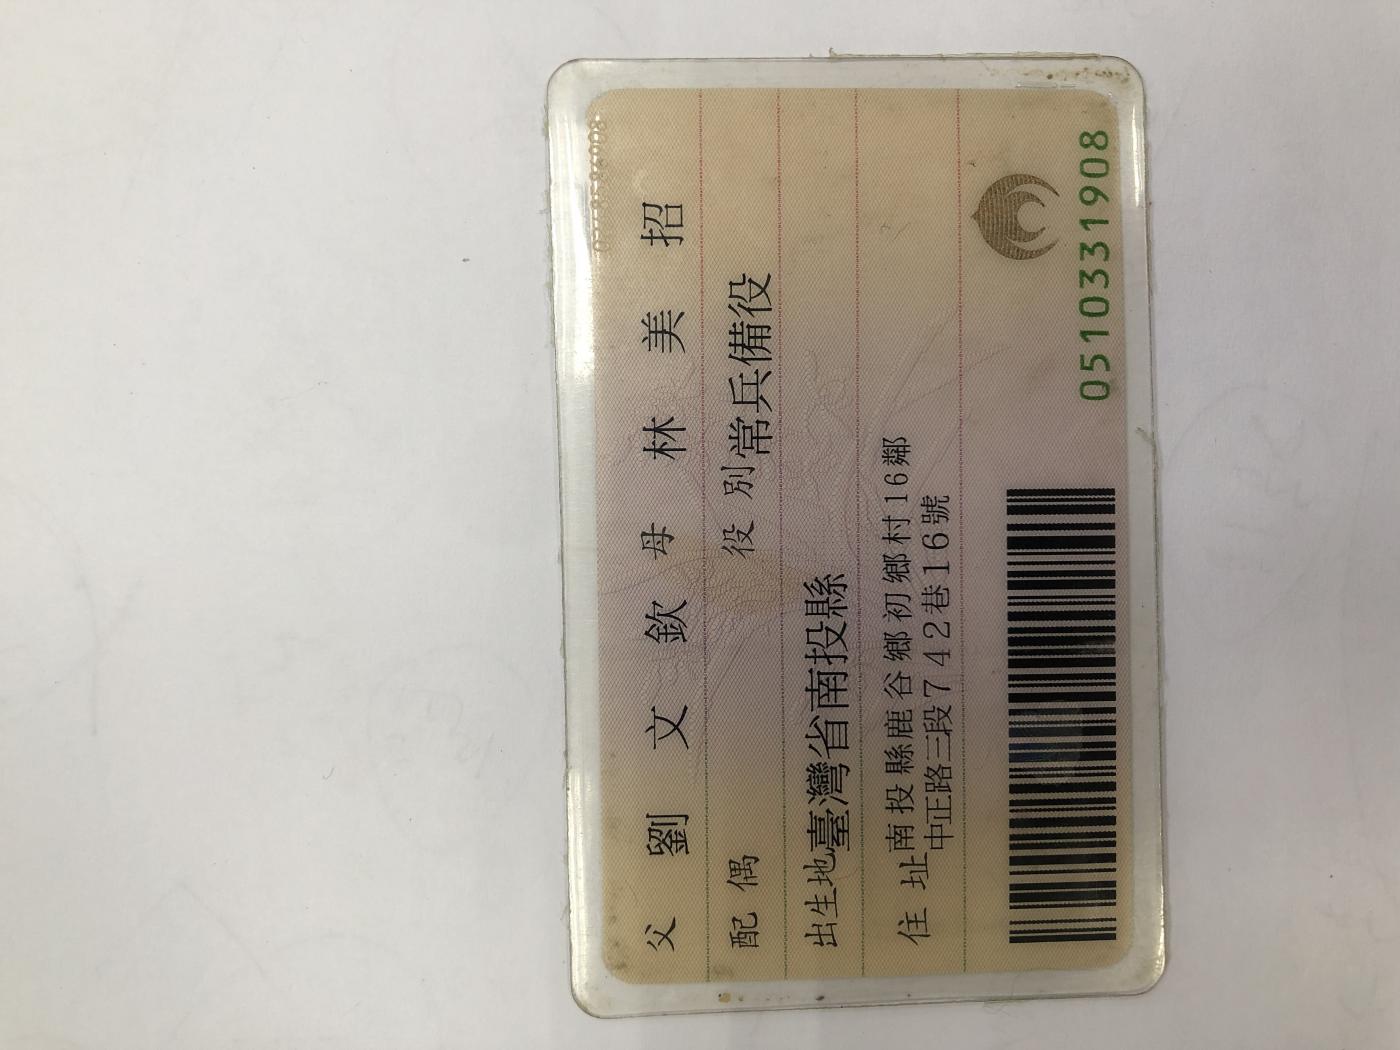 父 劉文欽 母 林美招
配偶 役別 常兵備役
出生地 臺灣省南投縣
住址 南投縣鹿谷鄉初鄉村16鄰
中正路三段742巷16號
0510331908